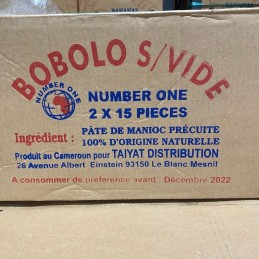 BOBOLO S/VIDE
NUMBER ONE
NUMBER ONE
2 X 15 PIECES
Ingrédient : PÂTE DE MANIOC PRÉCUITE
100% D'ORIGINE NATURELLE
Produit au Cameroun pour TAIYAT DISTRIBUTION
26 Avenue Albert Einstein 93150 Le Blanc Mesnil
A consommer de préférence avant : Décembre 2022